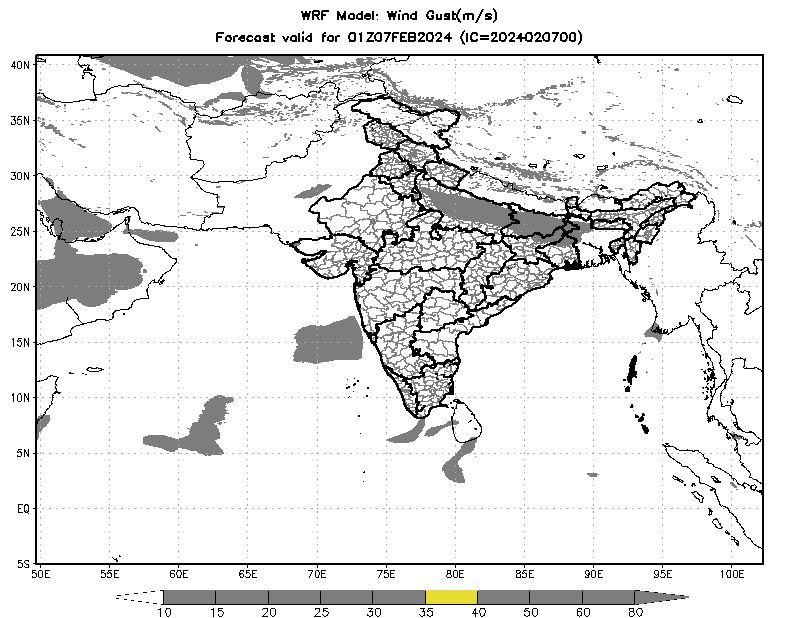 WRF Model: Wind Gust(m/s)
Forecast valid for 01Z07FEB2024 (IC=2024020700)
40N
35N
30N
25N
20N
15N
10N
5N
EQ
5S
50E 55E 60E 65E 70E 75E 80E 85E 90E 95E 100E
10 15 20 25 30 35 40 50 60 80